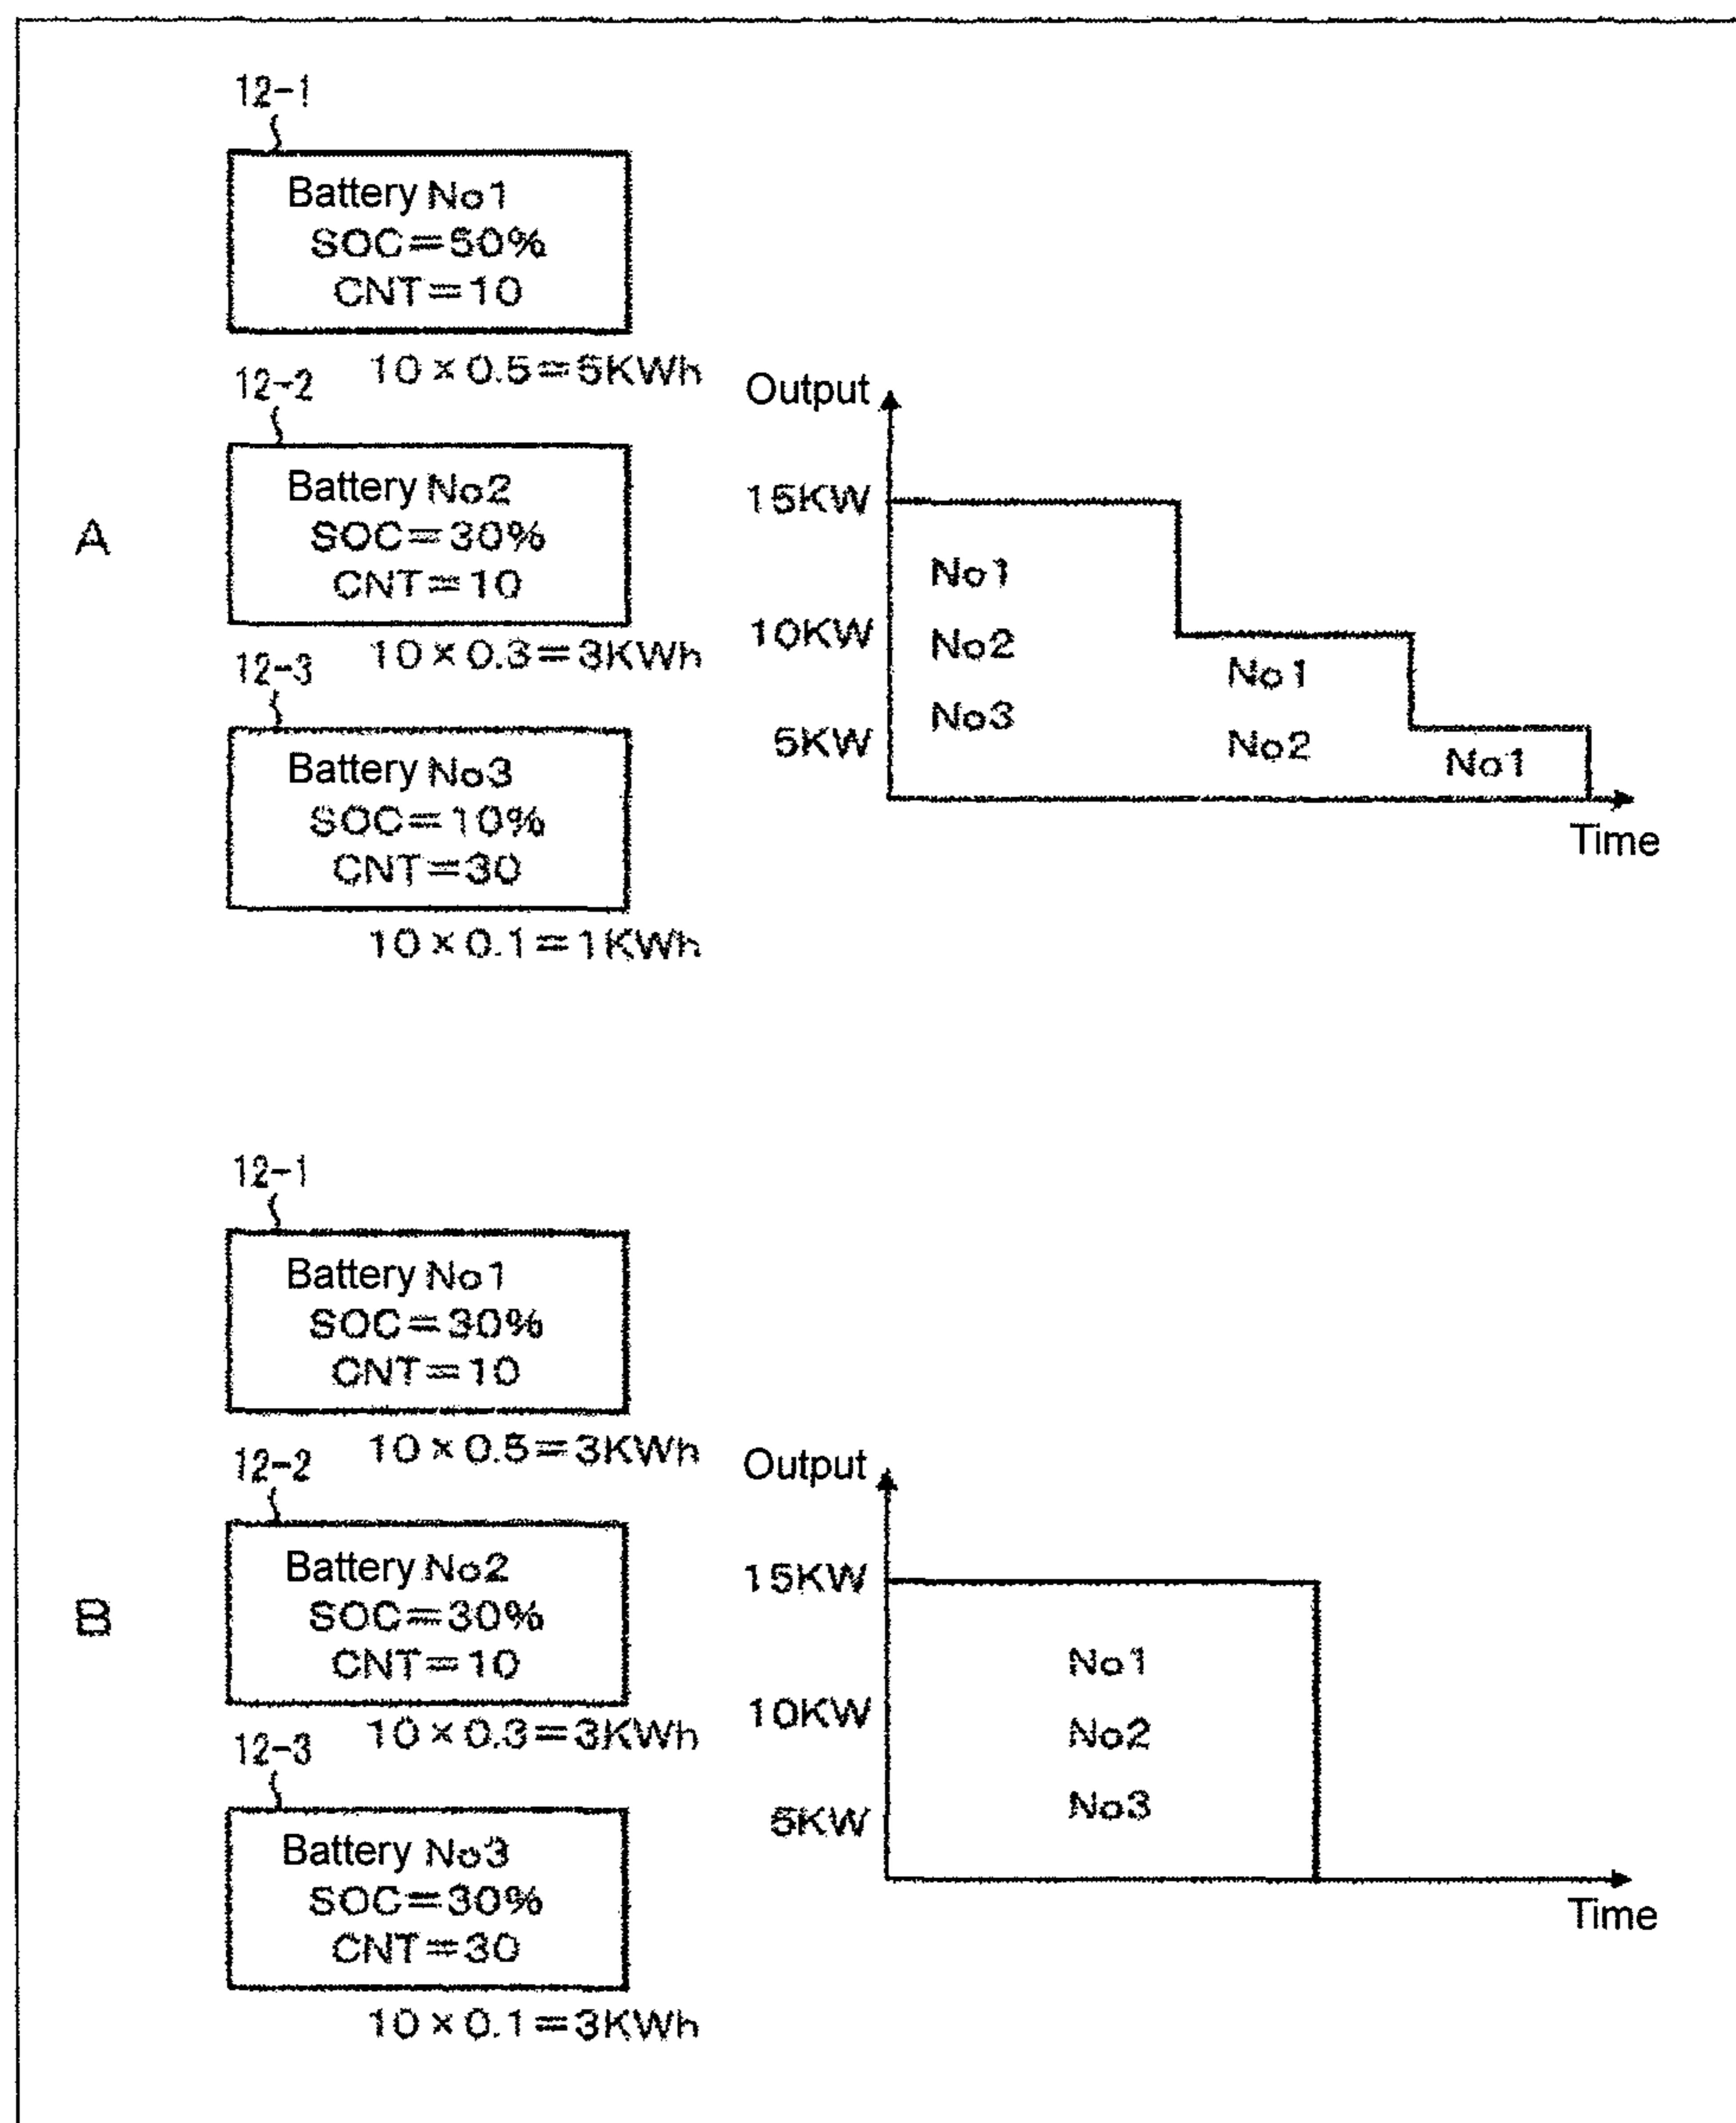 12-1
Battery No1
SOC=50%
CNT=10
10×0.5=5KWh
12-2
Battery No2
SOC=30%
CNT=10
10×0.3=3KWh
12-3
Battery No3
SOC=10%
CNT=30
10×0.1=1KWh
A
Output
15KW
10KW
5KW
No1
No2
No3
No1
No2
No1
Time
12-1
Battery No1
SOC=30%
CNT=10
10×0.5=3KWh
12-2
Battery No2
SOC=30%
CNT=10
10×0.3=3KWh
12-3
Battery No3
SOC=30%
CNT=30
10×0.1=3KWh
B
Output
15KW
10KW
5KW
No1
No2
No3
Time